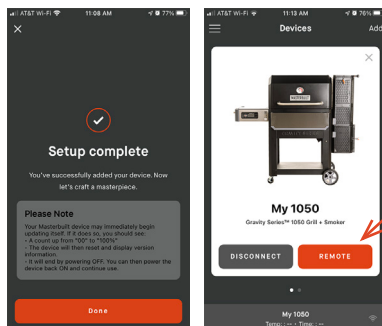 AT&T Wi-Fi
11:08 AM
77%
Setup complete
You've successfully added your device. Now
let's craft a masterpiece.
Please Note
Your Masterbuilt device may immediately begin
updating itself. If it does so, you should see:
- A count up from "00" to "100%"
- The device will then reset and display version
information.
- It will end by powering OFF. You can then power the
device back ON and continue use.
Done
AT&T Wi-Fi
11:13 AM
76%
Devices
Add
MASTERBUILT
My 1050
Gravity Series™ 1050 Grill + Smoker
DISCONNECT
REMOTE
My 1050
Temp: : -- • Time: : --